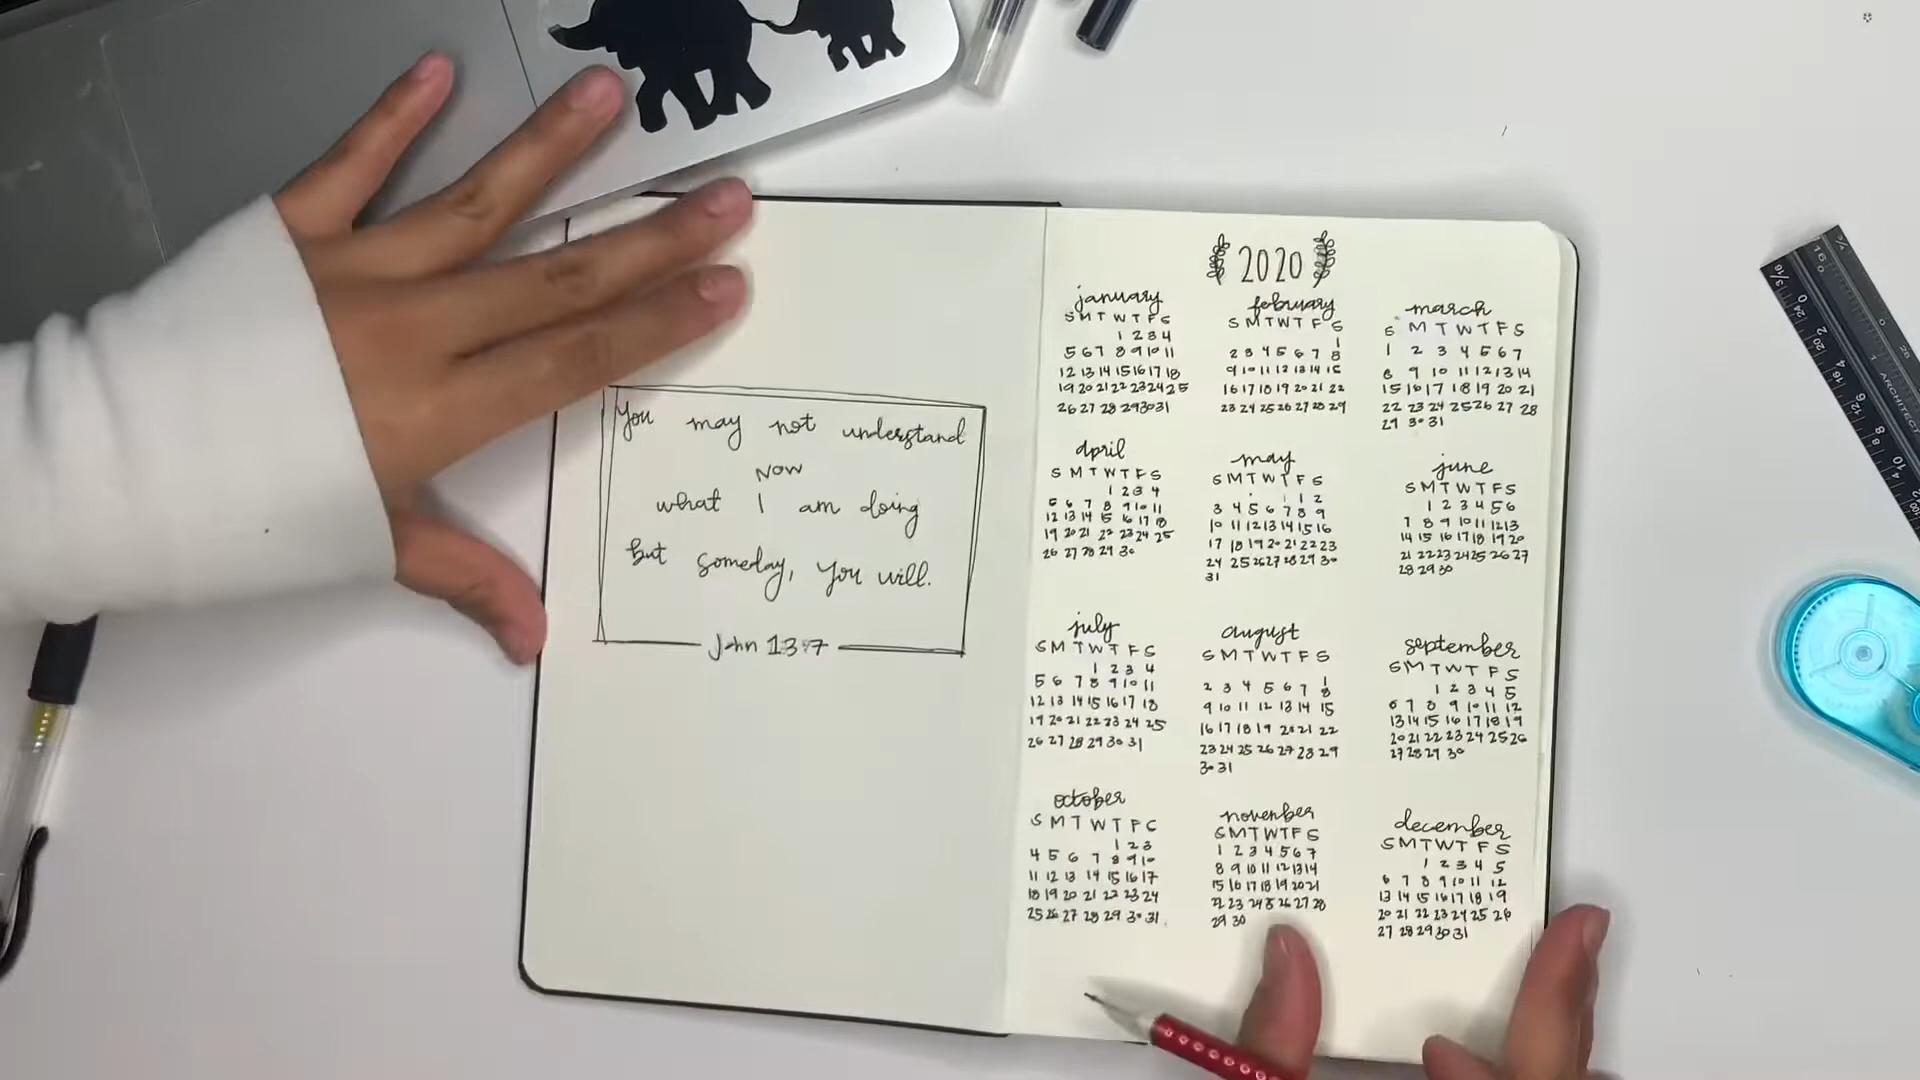 You may not understand
NOW
what I am doing
but someday, you will.
John 13:7
2020
january
S M T W T F S
1 2 3 4
5 6 7 8 9 10 11
12 13 14 15 16 17 18
19 20 21 22 23 24 25
26 27 28 29 30 31
february
S M T W T F S
1
2 3 4 5 6 7 8
9 10 11 12 13 14 15
16 17 18 19 20 21 22
23 24 25 26 27 28 29
march
S M T W T F S
1 2 3 4 5 6 7
8 9 10 11 12 13 14
15 16 17 18 19 20 21
22 23 24 25 26 27 28
29 30 31
april
S M T W T F S
1 2 3 4
5 6 7 8 9 10 11
12 13 14 15 16 17 18
19 20 21 22 23 24 25
26 27 28 29 30
may
S M T W T F S
1 2
3 4 5 6 7 8 9
10 11 12 13 14 15 16
17 18 19 20 21 22 23
24 25 26 27 28 29 30
31
june
S M T W T F S
1 2 3 4 5 6
7 8 9 10 11 12 13
14 15 16 17 18 19 20
21 22 23 24 25 26 27
28 29 30
july
S M T W T F S
1 2 3 4
5 6 7 8 9 10 11
12 13 14 15 16 17 18
19 20 21 22 23 24 25
26 27 28 29 30 31
august
S M T W T F S
1
2 3 4 5 6 7 8
9 10 11 12 13 14 15
16 17 18 19 20 21 22
23 24 25 26 27 28 29
30 31
september
S M T W T F S
1 2 3 4 5
6 7 8 9 10 11 12
13 14 15 16 17 18 19
20 21 22 23 24 25 26
27 28 29 30
october
S M T W T F S
1 2 3
4 5 6 7 8 9 10
11 12 13 14 15 16 17
18 19 20 21 22 23 24
25 26 27 28 29 30 31
november
S M T W T F S
1 2 3 4 5 6 7
8 9 10 11 12 13 14
15 16 17 18 19 20 21
22 23 24 25 26 27 28
29 30
december
S M T W T F S
1 2 3 4 5
6 7 8 9 10 11 12
13 14 15 16 17 18 19
20 21 22 23 24 25 26
27 28 29 30 31
ARCHITECT